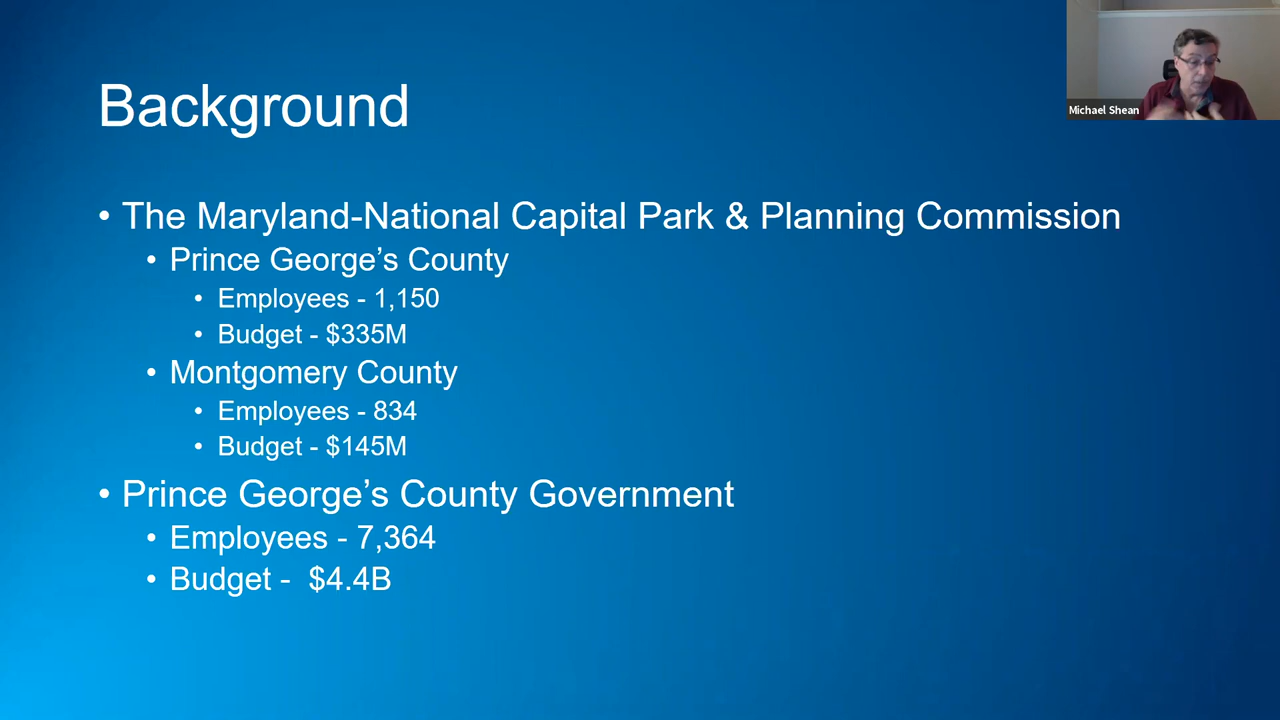 Background
Michael Shean
• The Maryland-National Capital Park & Planning Commission
• Prince George’s County
• Employees - 1,150
• Budget - $335M
• Montgomery County
• Employees - 834
• Budget - $145M
• Prince George’s County Government
• Employees - 7,364
• Budget -  $4.4B